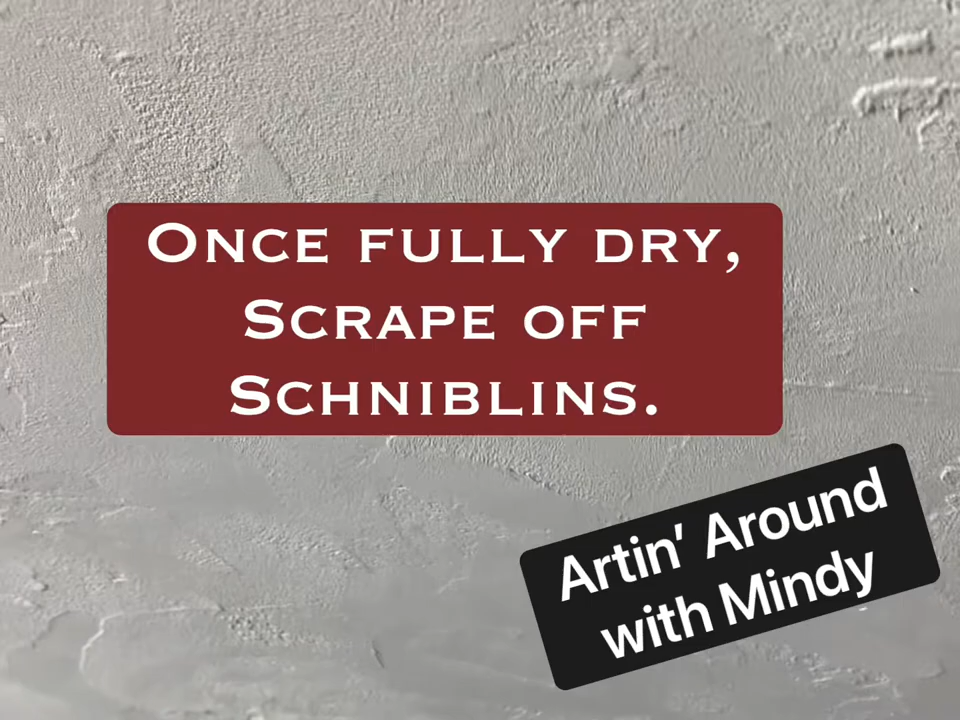 Once fully dry,
Scrape off
Schniblins.
Artin' Around
with Mindy